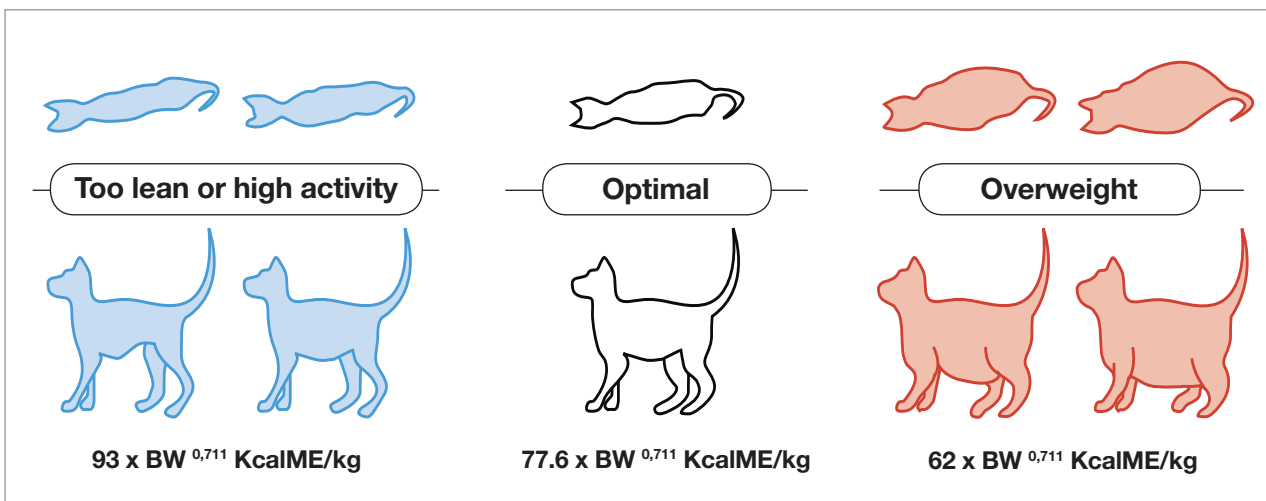 Too lean or high activity
Optimal
Overweight
93 x BW 0,711 KcalME/kg
77.6 x BW 0,711 KcalME/kg
62 x BW 0,711 KcalME/kg